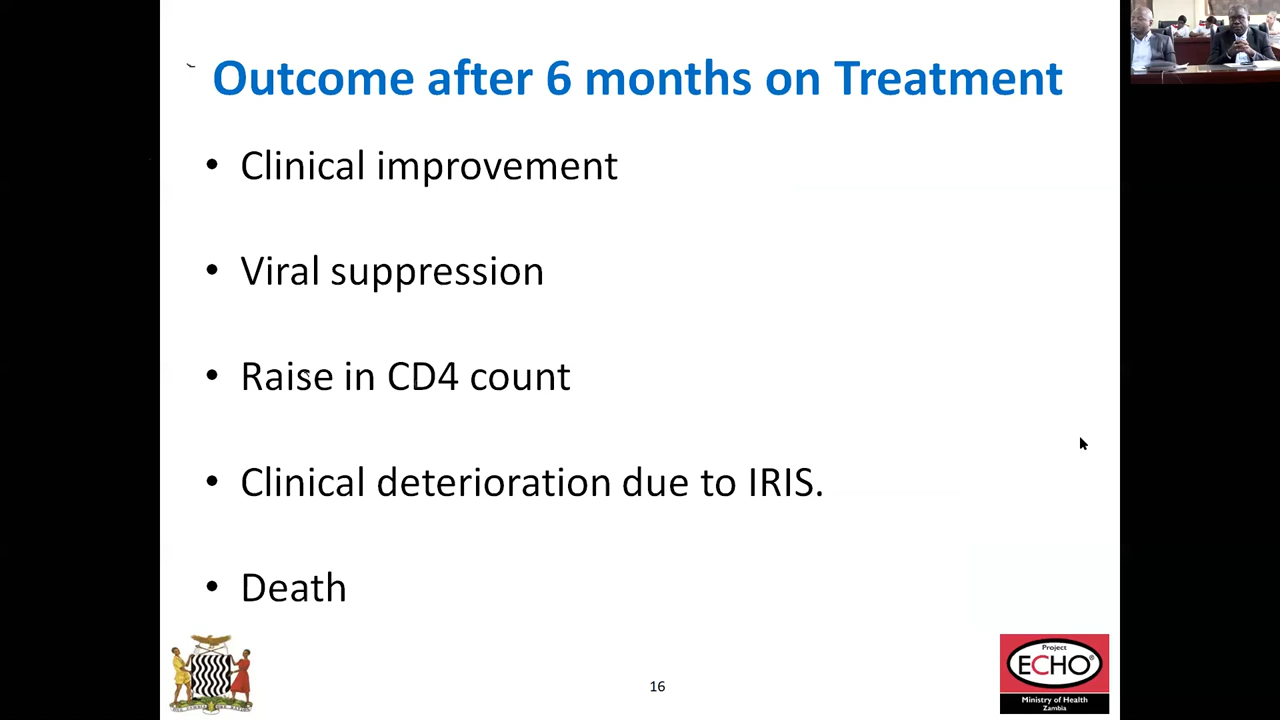 Outcome after 6 months on Treatment
• Clinical improvement
• Viral suppression
• Raise in CD4 count
• Clinical deterioration due to IRIS.
• Death
16
Project
ECHO®
Ministry of Health
Zambia